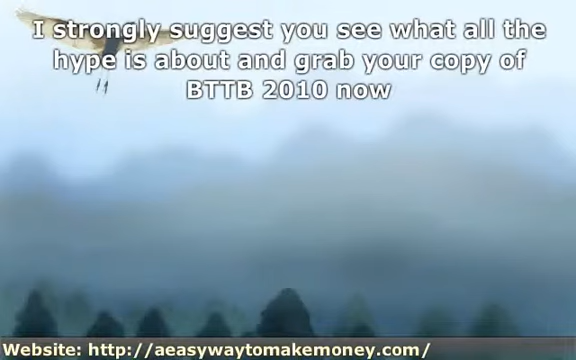 I strongly suggest you see what all the
hype is about and grab your copy of
BTTB 2010 now
Website: http://aeasywaytomakemoney.com/